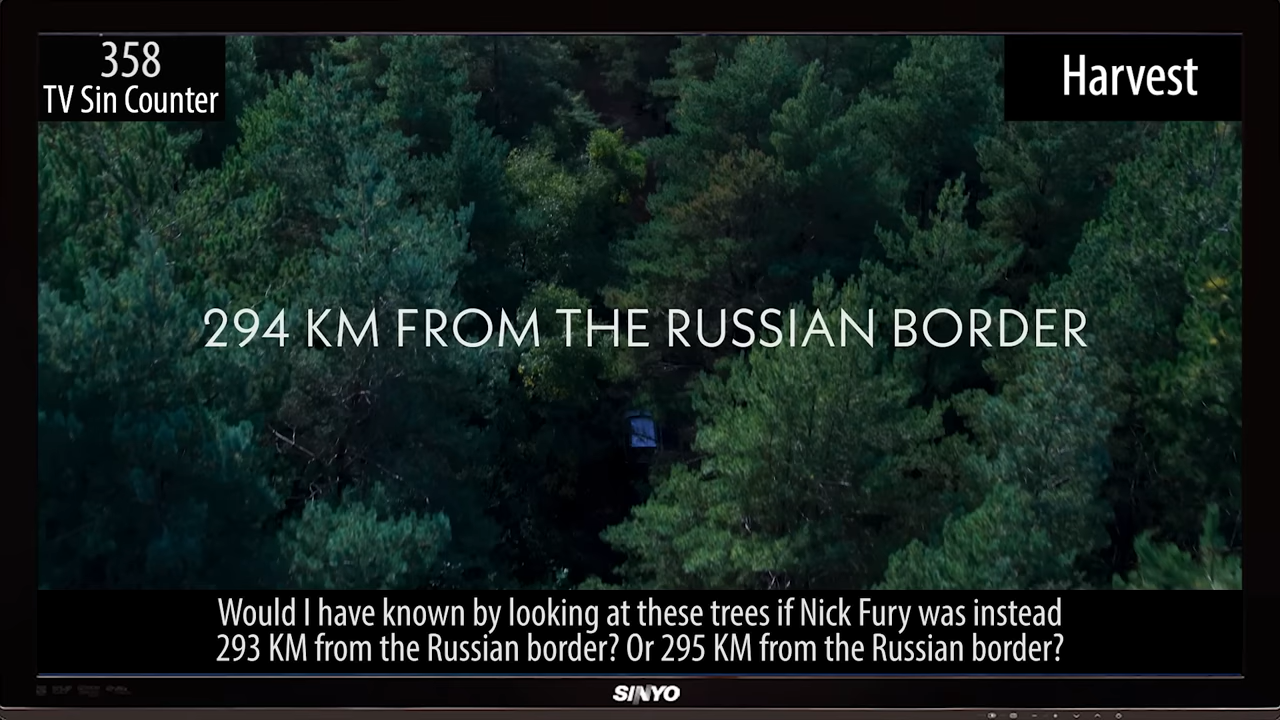 358
TV Sin Counter
Harvest
294 KM FROM THE RUSSIAN BORDER
Would I have known by looking at these trees if Nick Fury was instead
293 KM from the Russian border? Or 295 KM from the Russian border?
SINYO